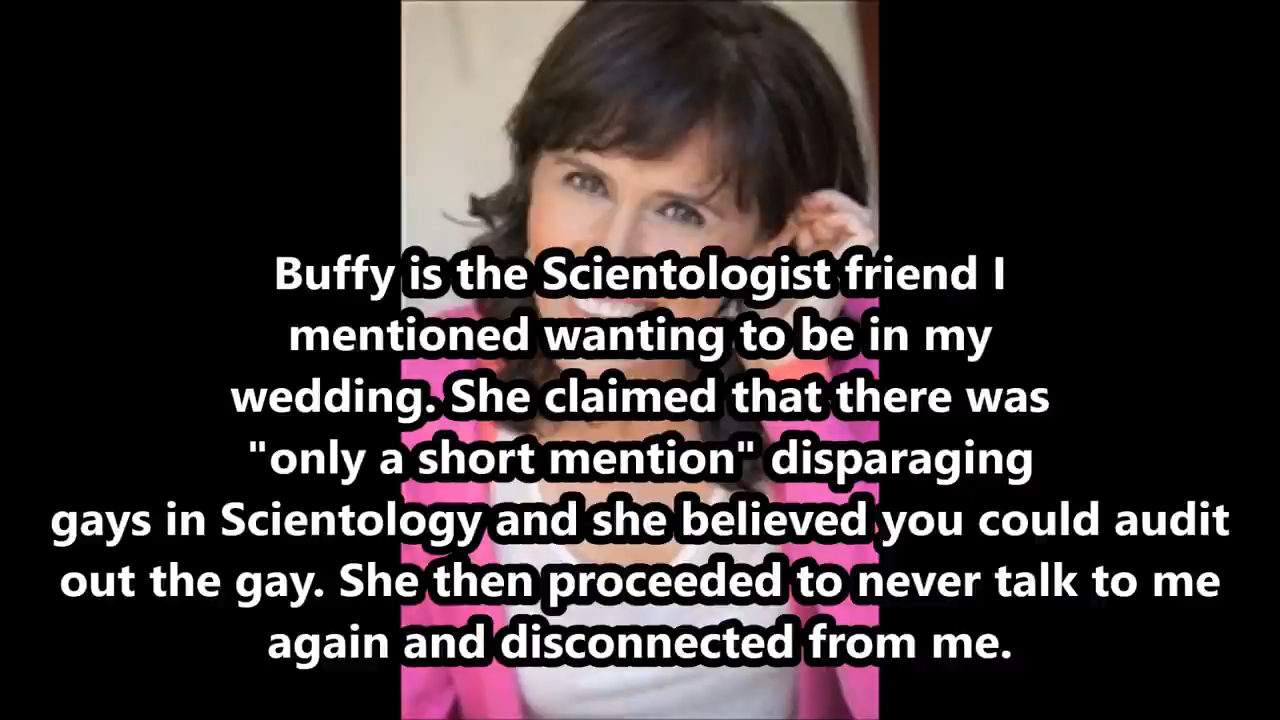 Buffy is the Scientologist friend I
mentioned wanting to be in my
wedding. She claimed that there was
"only a short mention" disparaging
gays in Scientology and she believed you could audit
out the gay. She then proceeded to never talk to me
again and disconnected from me.